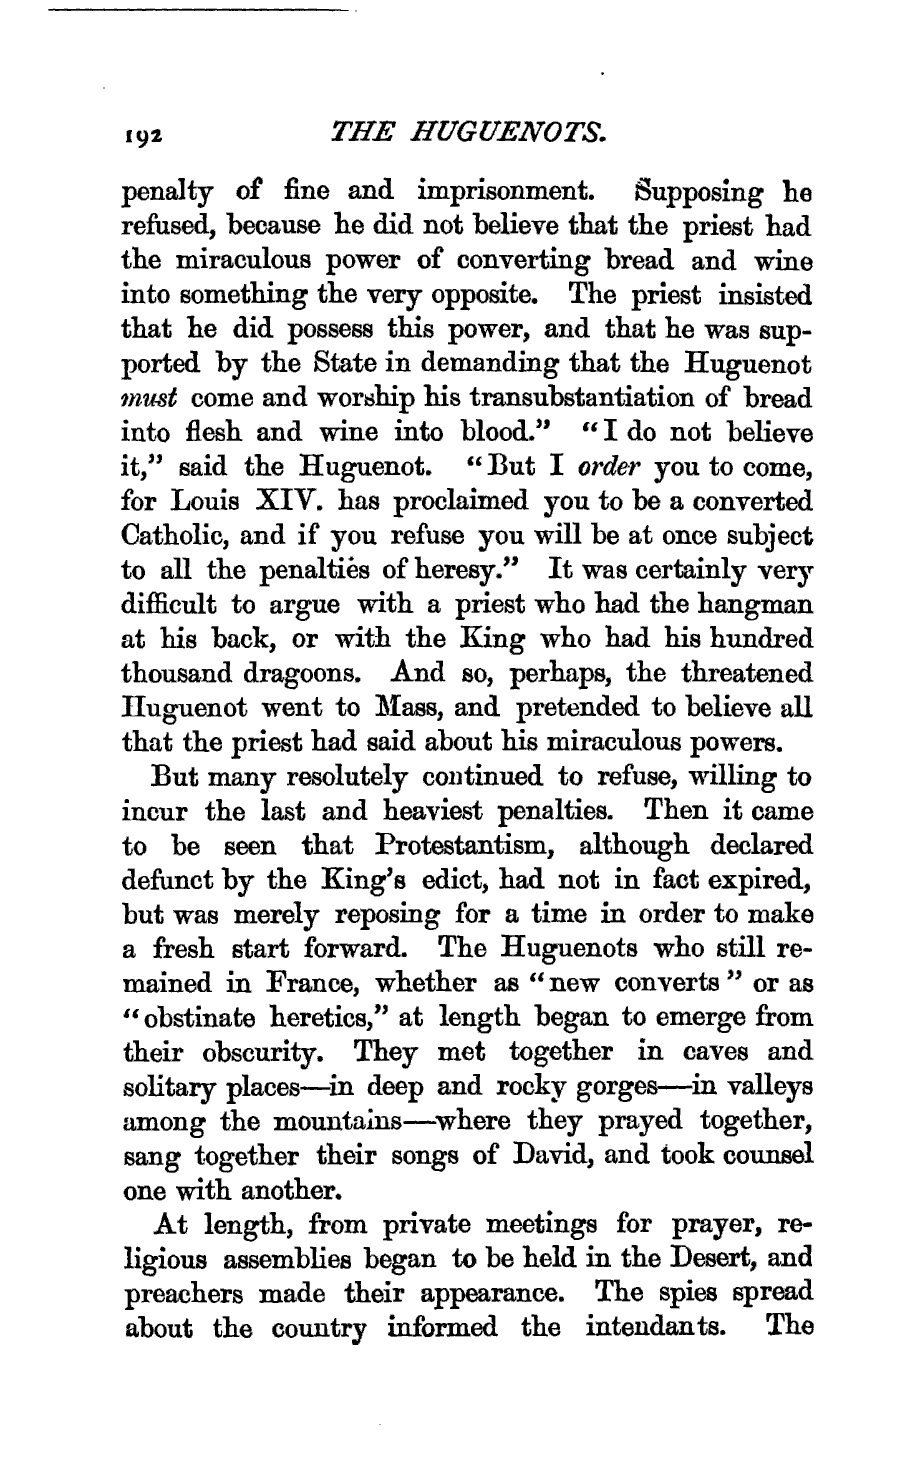 192 THE HUGUENOTS.
penalty of fine and imprisonment. Supposing he
refused, because he did not believe that the priest had
the miraculous power of converting bread and wine
into something the very opposite. The priest insisted
that he did possess this power, and that he was sup-
ported by the State in demanding that the Huguenot
must come and worship his transubstantiation of bread
into flesh and wine into blood.” “I do not believe
it,” said the Huguenot. “But I order you to come,
for Louis XIV. has proclaimed you to be a converted
Catholic, and if you refuse you will be at once subject
to all the penalties of heresy.” It was certainly very
difficult to argue with a priest who had the hangman
at his back, or with the King who had his hundred
thousand dragoons. And so, perhaps, the threatened
Huguenot went to Mass, and pretended to believe all
that the priest had said about his miraculous powers.
But many resolutely continued to refuse, willing to
incur the last and heaviest penalties. Then it came
to be seen that Protestantism, although declared
defunct by the King’s edict, had not in fact expired,
but was merely reposing for a time in order to make
a fresh start forward. The Huguenots who still re-
mained in France, whether as “new converts” or as
“obstinate heretics,” at length began to emerge from
their obscurity. They met together in caves and
solitary places—in deep and rocky gorges—in valleys
among the mountains—where they prayed together,
sang together their songs of David, and took counsel
one with another.
At length, from private meetings for prayer, re-
ligious assemblies began to be held in the Desert, and
preachers made their appearance. The spies spread
about the country informed the intendants. The